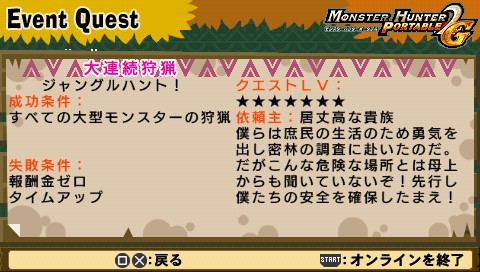 Event Quest
MONSTER HUNTER
PORTABLE 2nd G
大連続狩猟
ジャングルハント！
成功条件：
すべての大型モンスターの狩猟
失敗条件：
報酬金ゼロ
タイムアップ
クエストＬＶ：
★★★★★★★
依頼主：居丈高な貴族
僕らは庶民の生活のため勇気を
出し密林の調査に赴いたのだ。
だがこんな危険な場所とは母上
からも聞いていないぞ！先行し
僕たちの安全を確保したまえ！
：戻る
START：オンラインを終了